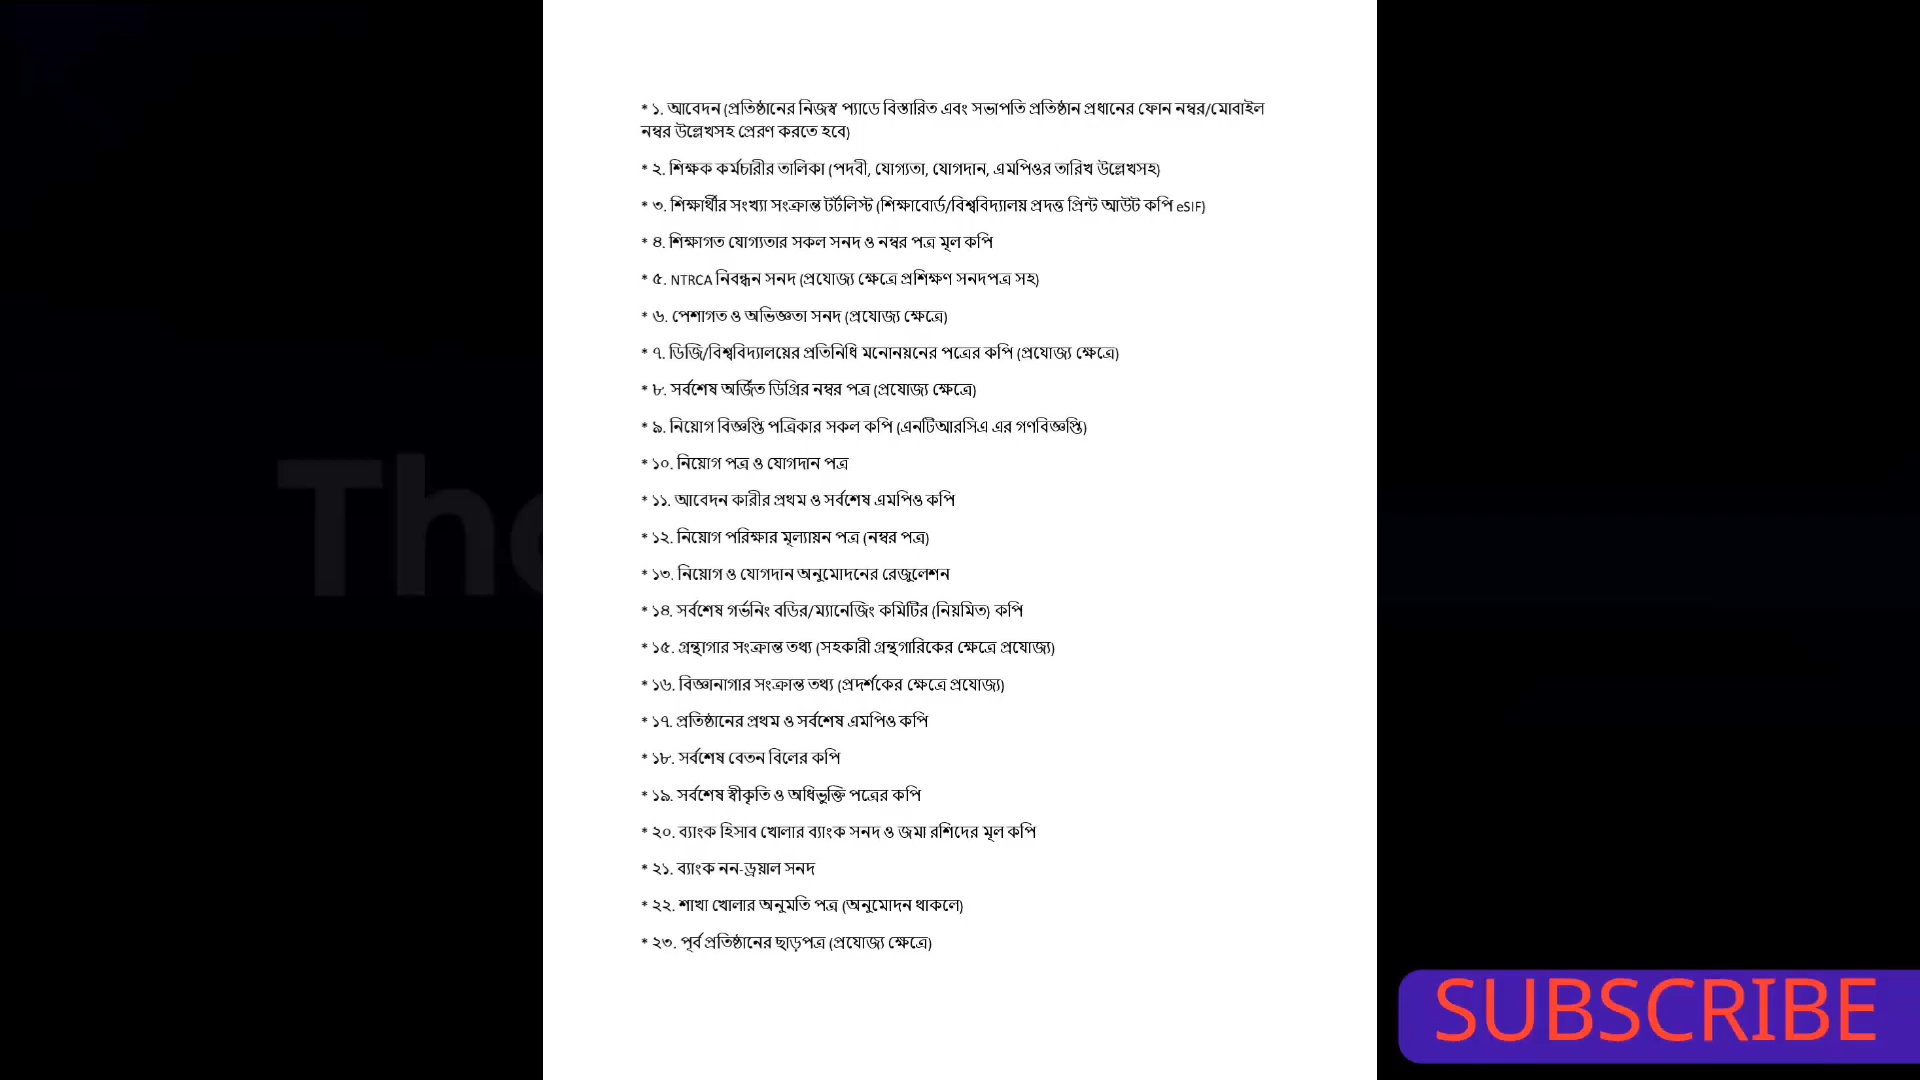 * ১. আবেদন (প্রতিষ্ঠানের নিজস্ব প্যাডে বিস্তারিত এবং সভাপতি প্রতিষ্ঠান প্রধানের ফোন নম্বর/মোবাইল
নম্বর উল্লেখসহ প্রেরণ করতে হবে)
* ২. শিক্ষক কর্মচারীর তালিকা (পদবী, যোগ্যতা, যোগদান, এমপিওর তারিখ উল্লেখসহ)
* ৩. শিক্ষার্থীর সংখ্যা সংক্রান্ত টটলিস্ট (শিক্ষাবোর্ড/বিশ্ববিদ্যালয় প্রদত্ত প্রিন্ট আউট কপি eSIF)
* ৪. শিক্ষাগত যোগ্যতার সকল সনদ ও নম্বর পত্র মূল কপি
* ৫. NTRCA নিবন্ধন সনদ (প্রযোজ্য ক্ষেত্রে প্রশিক্ষণ সনদপত্র সহ)
* ৬. পেশাগত ও অভিজ্ঞতা সনদ (প্রযোজ্য ক্ষেত্রে)
* ৭. ডিজি/বিশ্ববিদ্যালয়ের প্রতিনিধি মনোনয়নের পত্রের কপি (প্রযোজ্য ক্ষেত্রে)
* ৮. সর্বশেষ অর্জিত ডিগ্রির নম্বর পত্র (প্রযোজ্য ক্ষেত্রে)
* ৯. নিয়োগ বিজ্ঞপ্তি পত্রিকার সকল কপি (এনটিআরসিএ এর গণবিজ্ঞপ্তি)
* ১০. নিয়োগ পত্র ও যোগদান পত্র
* ১১. আবেদন কারীর প্রথম ও সর্বশেষ এমপিও কপি
* ১২. নিয়োগ পরিক্ষার মূল্যায়ন পত্র (নম্বর পত্র)
* ১৩. নিয়োগ ও যোগদান অনুমোদনের রেজুলেশন
* ১৪. সর্বশেষ গর্ভনিং বডির/ম্যানেজিং কমিটির (নিয়মিত) কপি
* ১৫. গ্রন্থাগার সংক্রান্ত তথ্য (সহকারী গ্রন্থগারিকের ক্ষেত্রে প্রযোজ্য)
* ১৬. বিজ্ঞানাগার সংক্রান্ত তথ্য (প্রদর্শকের ক্ষেত্রে প্রযোজ্য)
* ১৭. প্রতিষ্ঠানের প্রথম ও সর্বশেষ এমপিও কপি
* ১৮. সর্বশেষ বেতন বিলের কপি
* ১৯. সর্বশেষ স্বীকৃতি ও অধিভুক্তি পত্রের কপি
* ২০. ব্যাংক হিসাব খোলার ব্যাংক সনদ ও জমা রশিদের মূল কপি
* ২১. ব্যাংক নন-ড্রয়াল সনদ
* ২২. শাখা খোলার অনুমতি পত্র (অনুমোদন থাকলে)
* ২৩. পূর্ব প্রতিষ্ঠানের ছাড়পত্র (প্রযোজ্য ক্ষেত্রে)
SUBSCRIBE